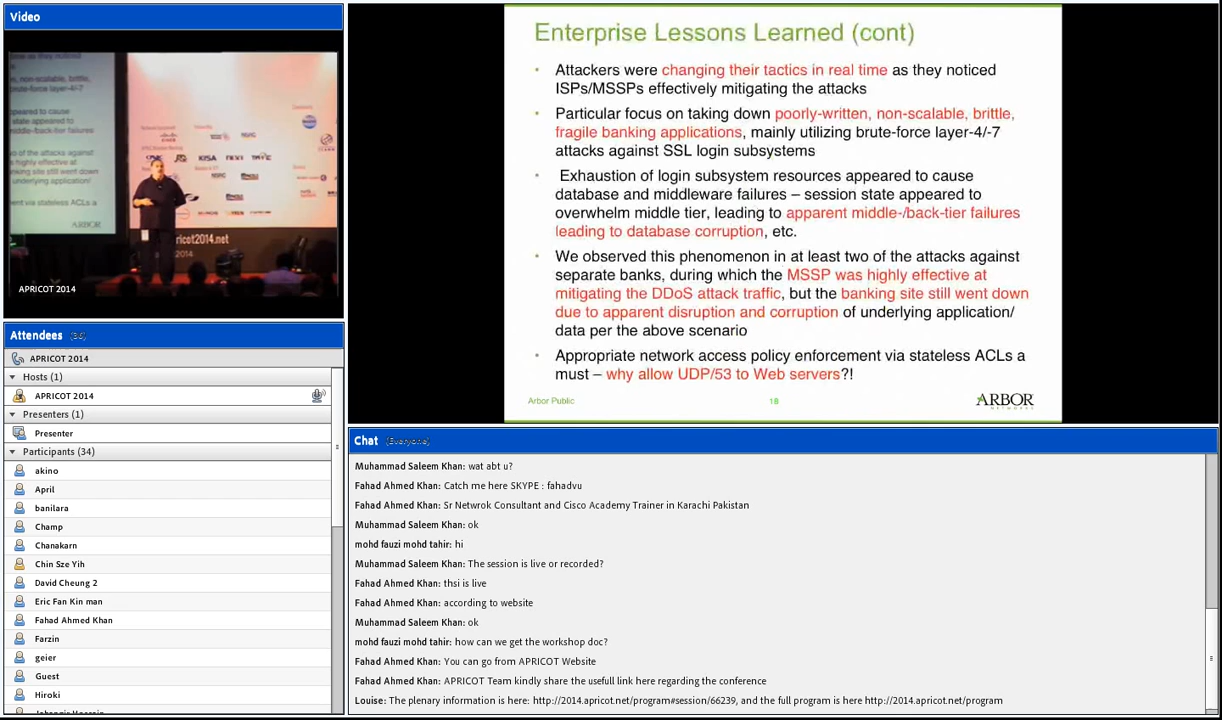 Video
APRICOT 2014
Attendees (36)
APRICOT 2014
Hosts (1)
APRICOT 2014
Presenters (1)
Presenter
Participants (34)
akino
April
banilara
Champ
Chanakarn
Chin Sze Yih
David Cheung 2
Eric Fan Kin man
Fahad Ahmed Khan
Farzin
geier
Guest
Hiroki
Enterprise Lessons Learned (cont)
• Attackers were changing their tactics in real time as they noticed
ISPs/MSSPs effectively mitigating the attacks
• Particular focus on taking down poorly-written, non-scalable, brittle,
fragile banking applications, mainly utilizing brute-force layer-4/-7
attacks against SSL login subsystems
• Exhaustion of login subsystem resources appeared to cause
database and middleware failures – session state appeared to
overwhelm middle tier, leading to apparent middle-/back-tier failures
leading to database corruption, etc.
• We observed this phenomenon in at least two of the attacks against
separate banks, during which the MSSP was highly effective at
mitigating the DDoS attack traffic, but the banking site still went down
due to apparent disruption and corruption of underlying application/
data per the above scenario
• Appropriate network access policy enforcement via stateless ACLs a
must – why allow UDP/53 to Web servers?!
Arbor Public
18
ARBOR
NETWORKS
Chat (Everyone)
Muhammad Saleem Khan: wat abt u?
Fahad Ahmed Khan: Catch me here SKYPE : fahadvu
Fahad Ahmed Khan: Sr Netwrok Consultant and Cisco Academy Trainer in Karachi Pakistan
Muhammad Saleem Khan: ok
mohd fauzi mohd tahir: hi
Muhammad Saleem Khan: The session is live or recorded?
Fahad Ahmed Khan: thsi is live
Fahad Ahmed Khan: according to website
Muhammad Saleem Khan: ok
mohd fauzi mohd tahir: how can we get the workshop doc?
Fahad Ahmed Khan: You can go from APRICOT Website
Fahad Ahmed Khan: APRICOT Team kindly share the usefull link here regarding the conference
Louise: The plenary information is here: http://2014.apricot.net/program#session/66239, and the full program is here http://2014.apricot.net/program